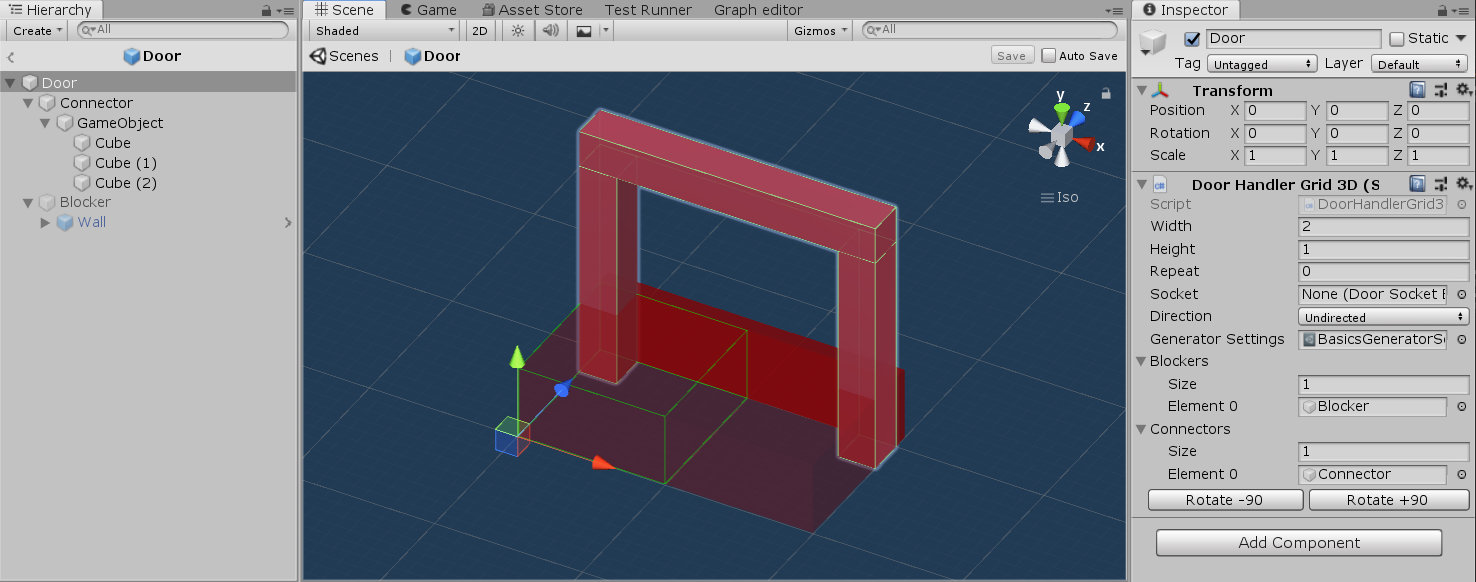 Hierarchy
Create All
Door
Door
Connector
GameObject
Cube
Cube (1)
Cube (2)
Blocker
Wall
Scene Game Asset Store Test Runner Graph editor
Shaded 2D Gizmos All
Scenes | Door Save Auto Save
y
z
x
Iso
Inspector
Door Static
Tag Untagged Layer Default
Transform
Position X 0 Y 0 Z 0
Rotation X 0 Y 0 Z 0
Scale X 1 Y 1 Z 1
Door Handler Grid 3D (S
Script DoorHandlerGrid3
Width 2
Height 1
Repeat 0
Socket None (Door Socket
Direction Undirected
Generator Settings BasicsGeneratorS
Blockers
Size 1
Element 0 Blocker
Connectors
Size 1
Element 0 Connector
Rotate -90 Rotate +90
Add Component